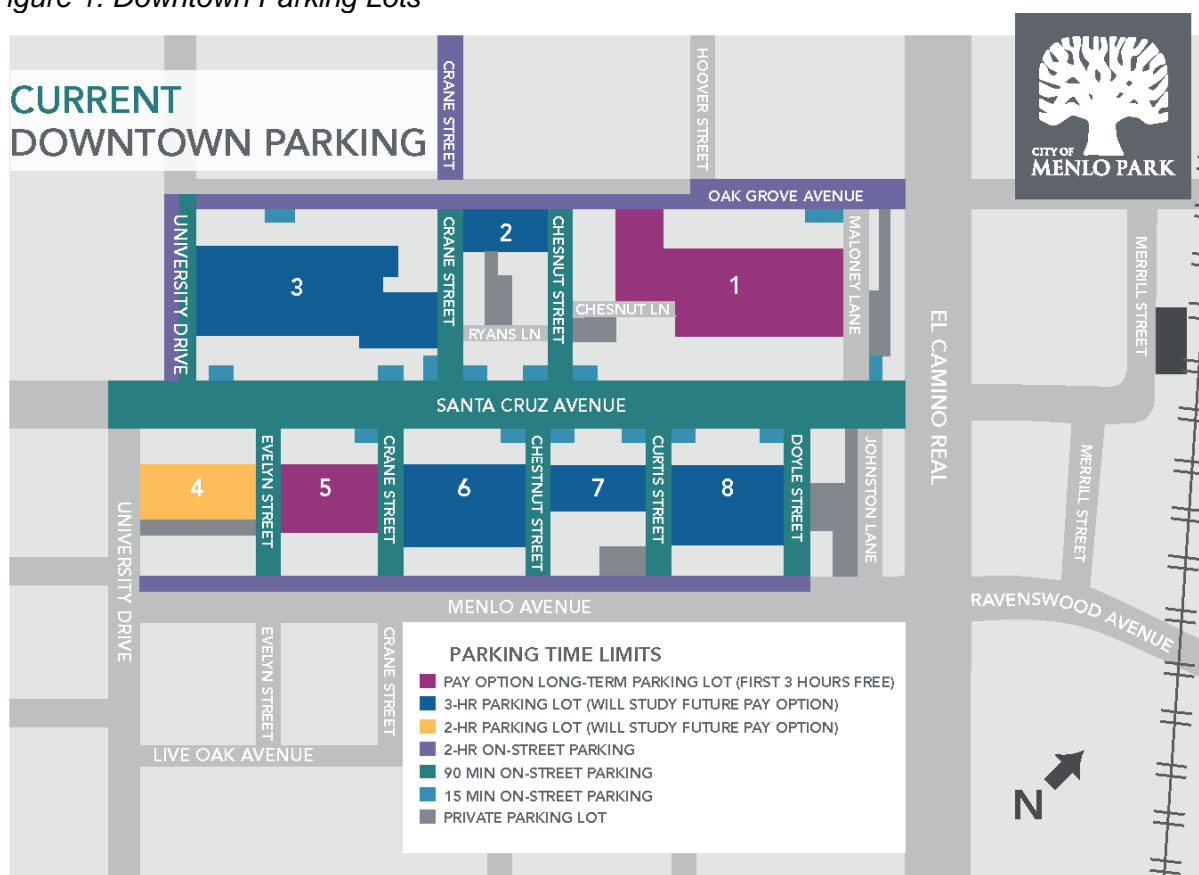 igure 1. Downtown Parking Lots
CURRENT
DOWNTOWN PARKING
CRANE STREET
HOOVER STREET
CITY OF
MENLO PARK
OAK GROVE AVENUE
UNIVERSITY DRIVE
3
CRANE STREET
2
CHESNUT STREET
RYANS LN
CHESNUT LN
1
MALONEY LANE
EL CAMINO REAL
MERRILL STREET
SANTA CRUZ AVENUE
UNIVERSITY DRIVE
4
EVELYN STREET
5
CRANE STREET
6
CHESTNUT STREET
7
CURTIS STREET
8
DOYLE STREET
JOHNSTON LANE
MERRILL STREET
MENLO AVENUE
RAVENSWOOD AVENUE
EVELYN STREET
CRANE STREET
LIVE OAK AVENUE
PARKING TIME LIMITS
PAY OPTION LONG-TERM PARKING LOT (FIRST 3 HOURS FREE)
3-HR PARKING LOT (WILL STUDY FUTURE PAY OPTION)
2-HR PARKING LOT (WILL STUDY FUTURE PAY OPTION)
2-HR ON-STREET PARKING
90 MIN ON-STREET PARKING
15 MIN ON-STREET PARKING
PRIVATE PARKING LOT
N